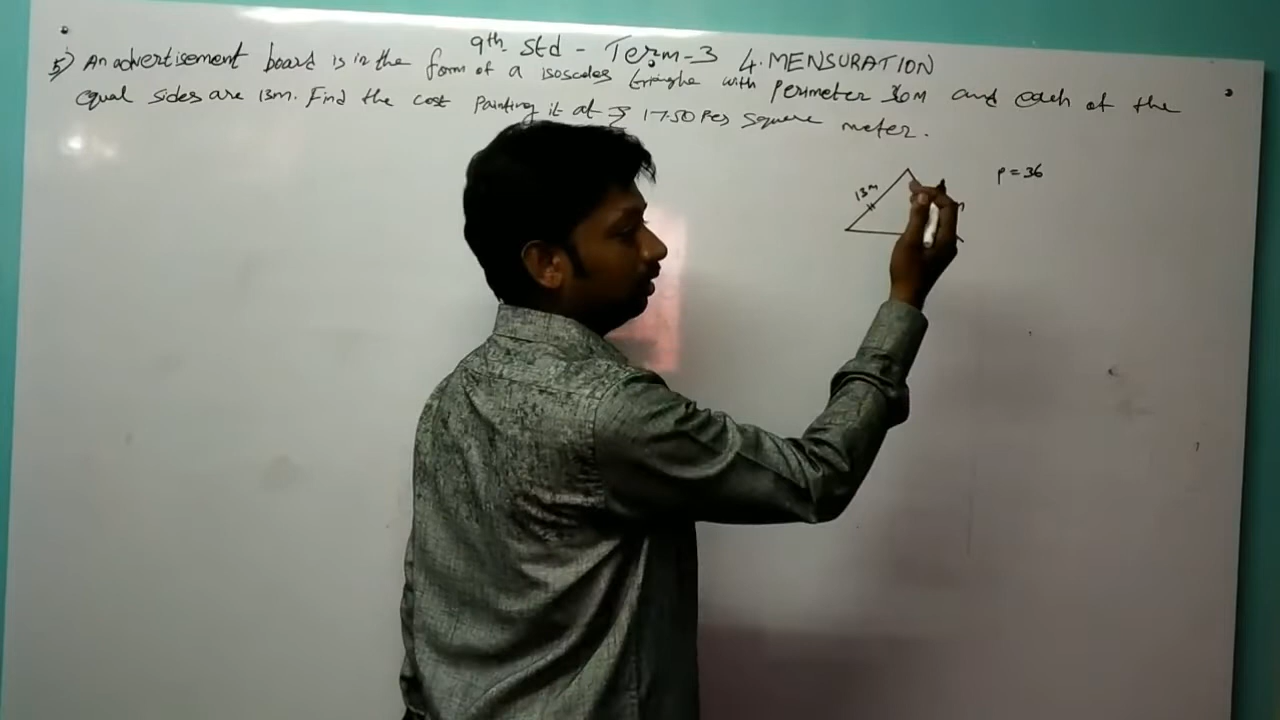 9th Std - Term-3 4. MENSURATION
5) An advertisement board is in the form of a isosceles triangle with perimeter 36M and each of the
equal sides are 13m. Find the cost painting it at ₹ 17.50 Per square meter.
13m
P = 36